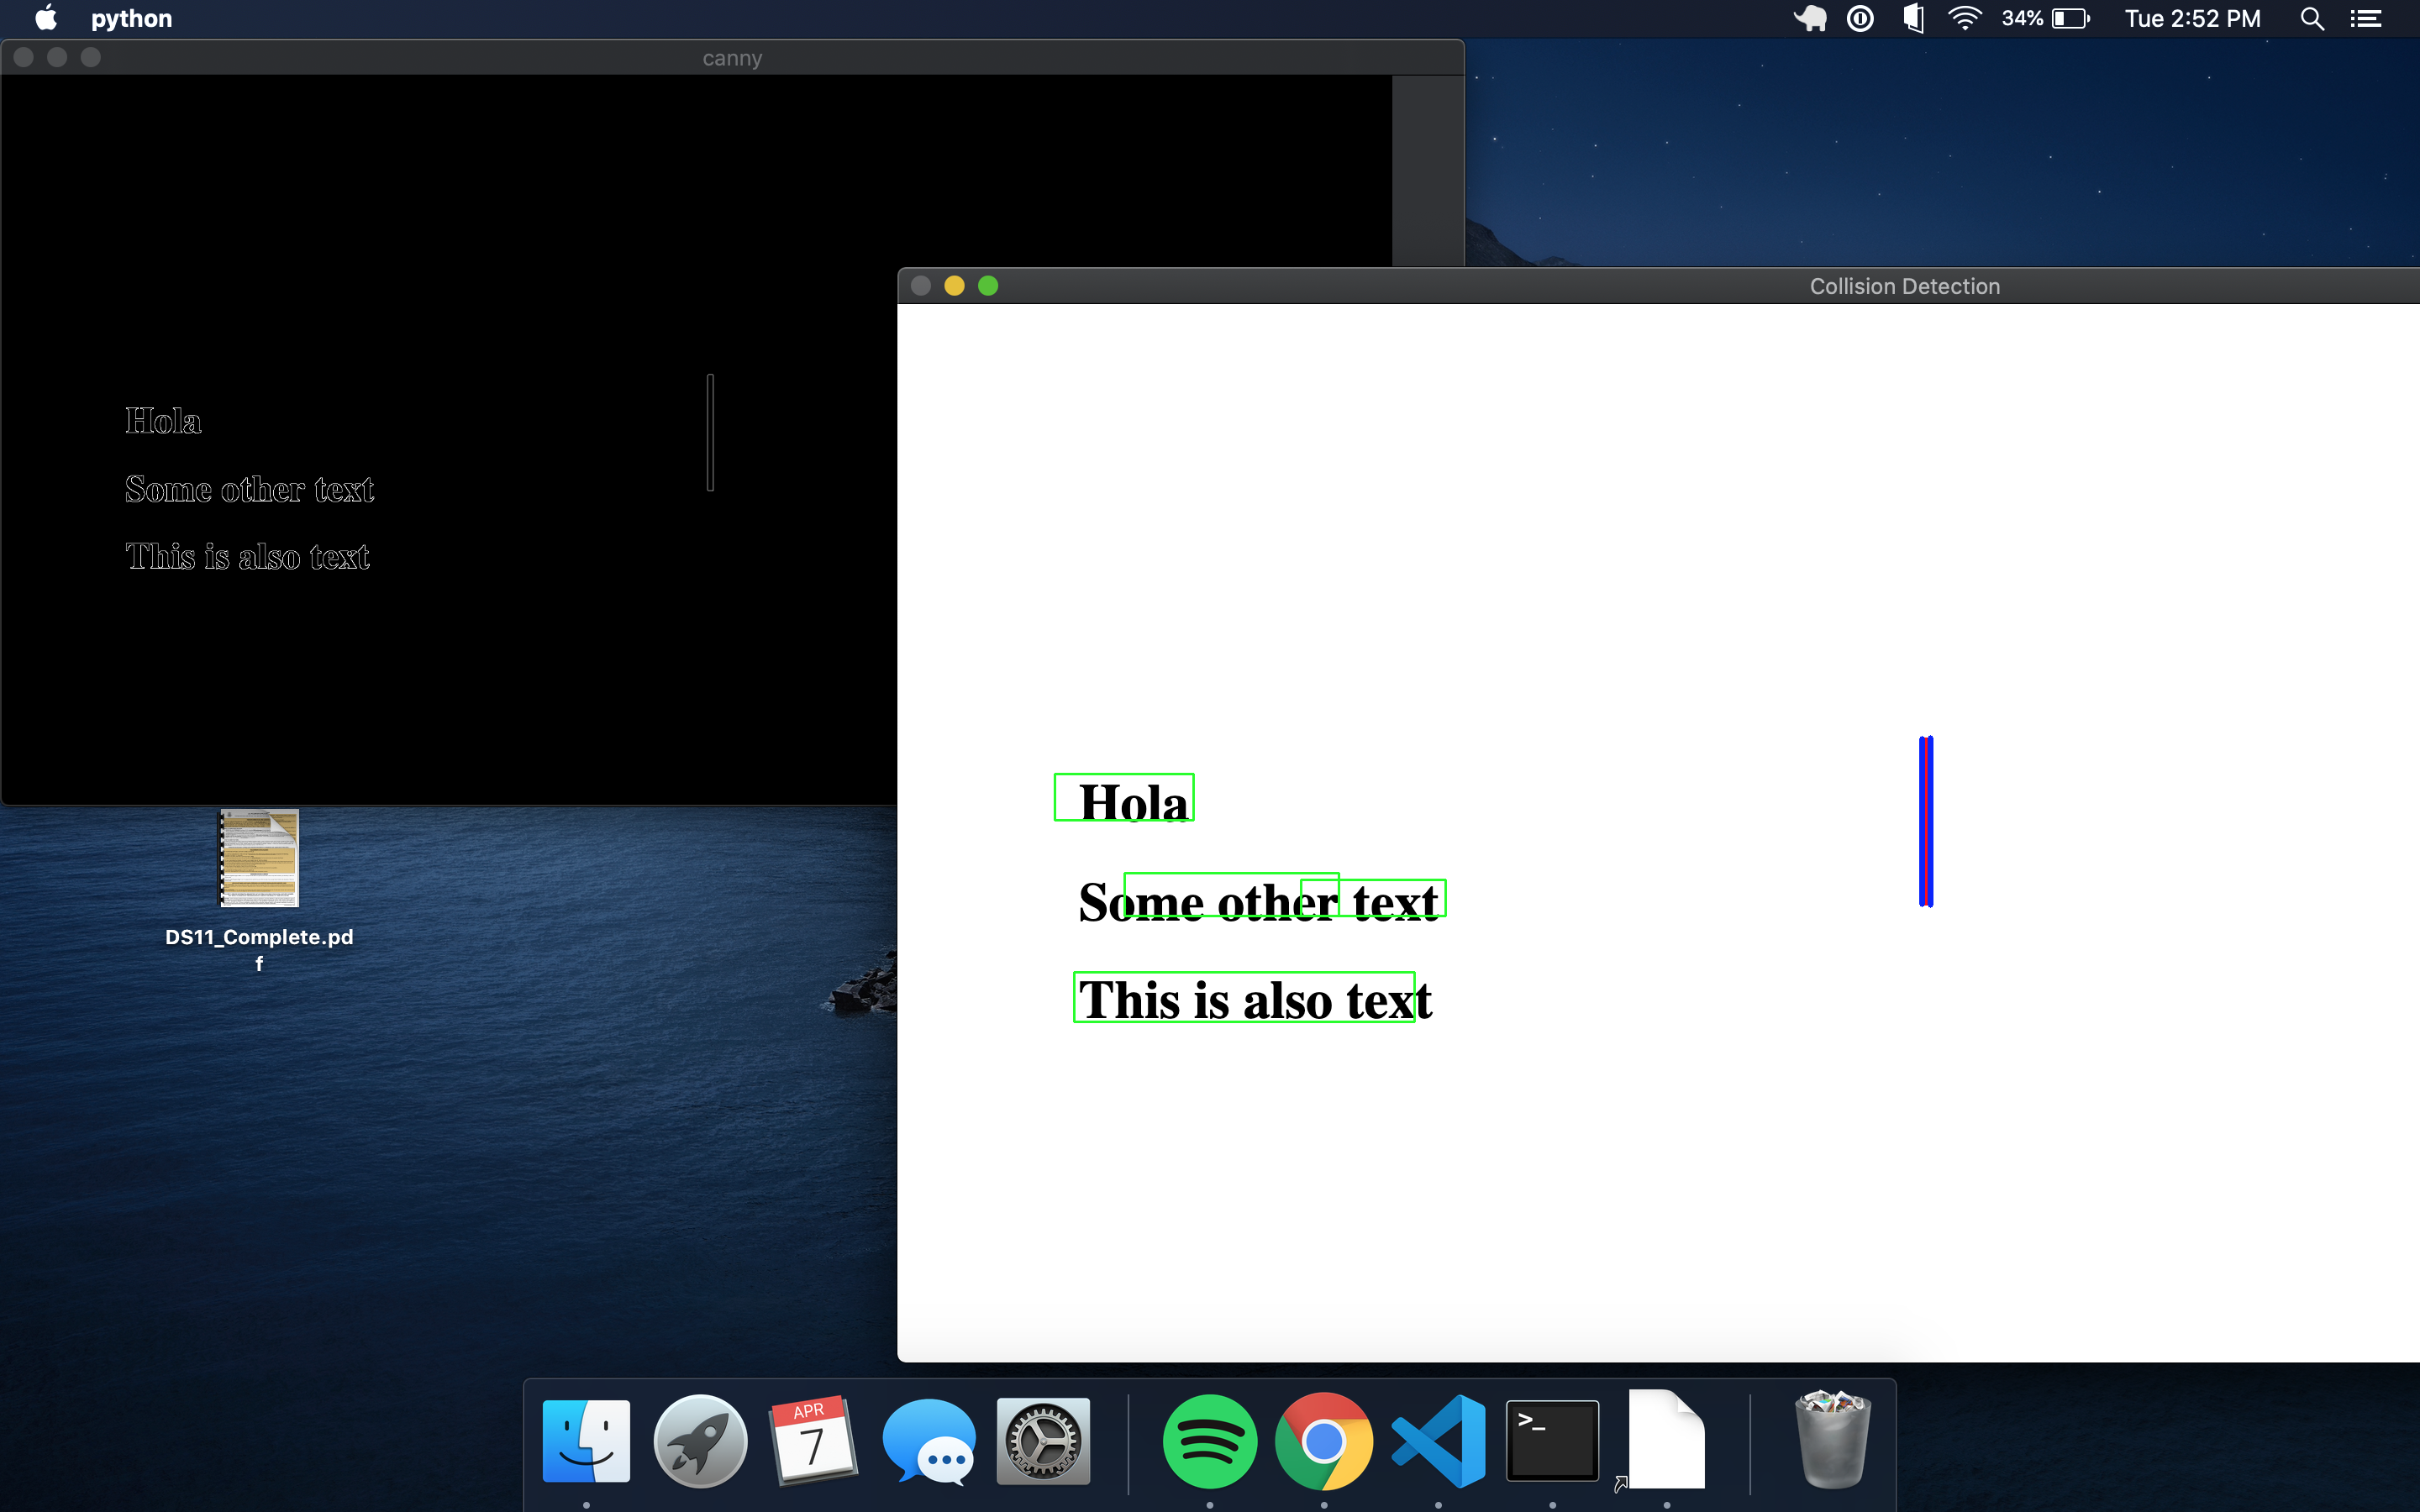 python
34%
Tue 2:52 PM
canny
Hola
Some other text
This is also text
Collision Detection
Hola
Some other text
This is also text
DS11_Complete.pd
f
APR
7
>_